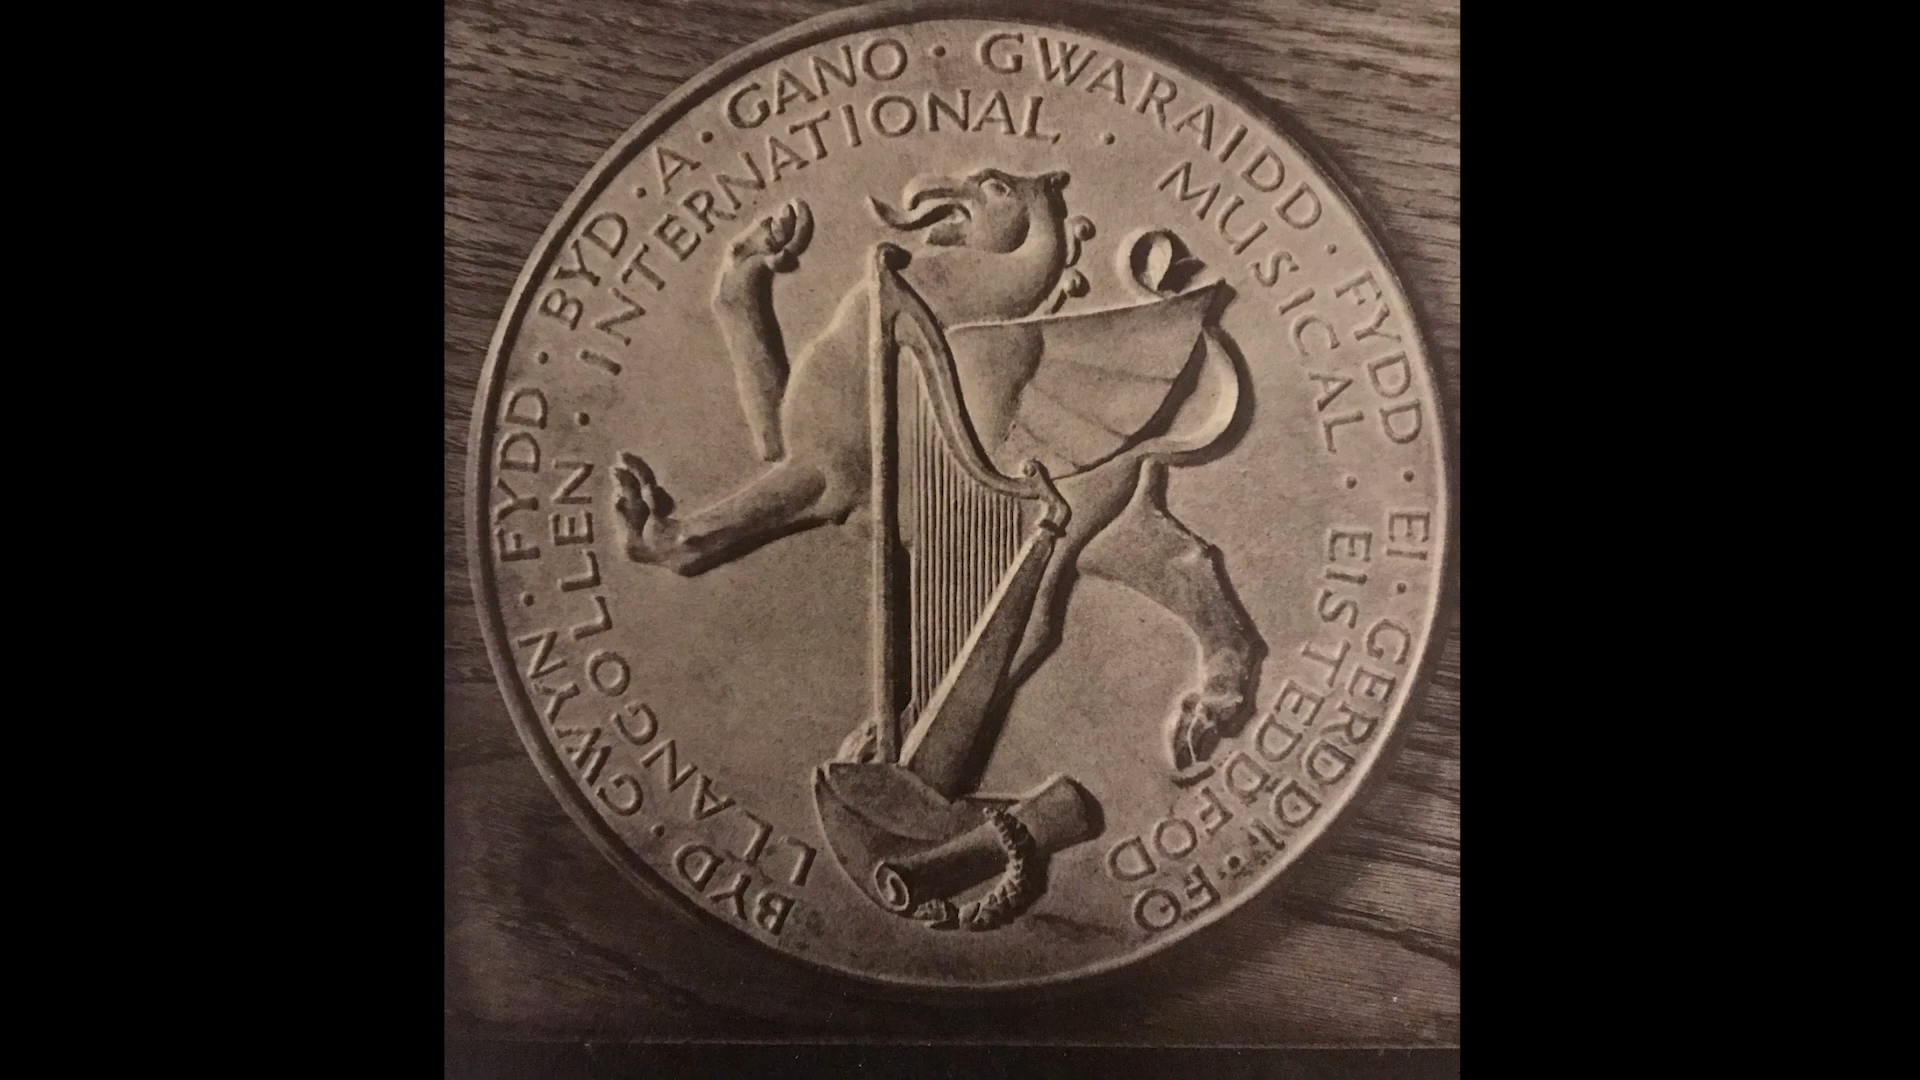 BYD · GWYN · FYDD · BYD · A · GANO · GWARAIDD · FYDD · EI · GERDDI · FO
LLANGOLLEN · INTERNATIONAL · MUSICAL · EISTEDDFOD